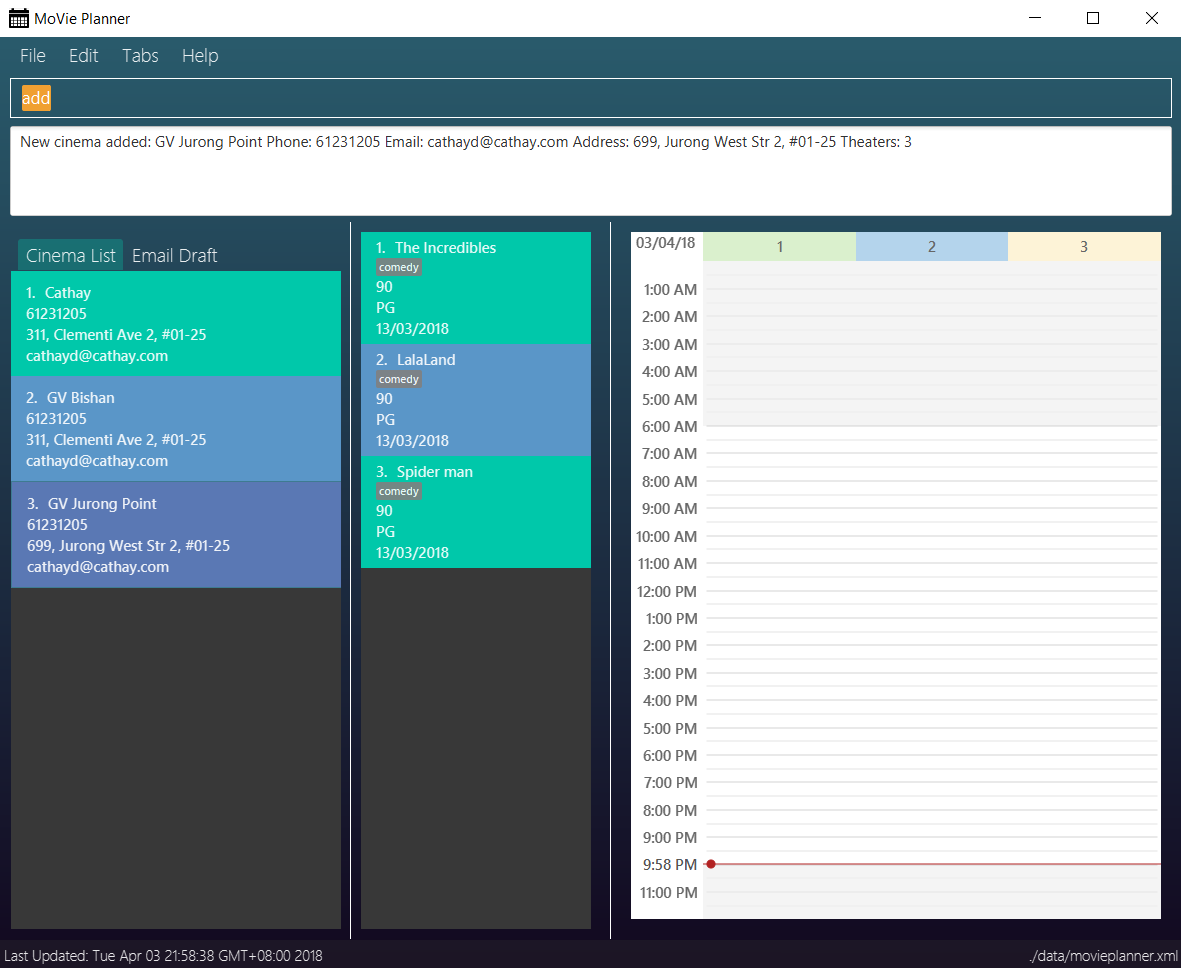 MoVie Planner
File Edit Tabs Help
add
New cinema added: GV Jurong Point Phone: 61231205 Email: cathayd@cathay.com Address: 699, Jurong West Str 2, #01-25 Theaters: 3
Cinema List Email Draft
1. Cathay
61231205
311, Clementi Ave 2, #01-25
cathayd@cathay.com
2. GV Bishan
61231205
311, Clementi Ave 2, #01-25
cathayd@cathay.com
3. GV Jurong Point
61231205
699, Jurong West Str 2, #01-25
cathayd@cathay.com
1. The Incredibles
comedy
90
PG
13/03/2018
2. LalaLand
comedy
90
PG
13/03/2018
3. Spider man
comedy
90
PG
13/03/2018
03/04/18 1 2 3
1:00 AM
2:00 AM
3:00 AM
4:00 AM
5:00 AM
6:00 AM
7:00 AM
8:00 AM
9:00 AM
10:00 AM
11:00 AM
12:00 PM
1:00 PM
2:00 PM
3:00 PM
4:00 PM
5:00 PM
6:00 PM
7:00 PM
8:00 PM
9:00 PM
9:58 PM
11:00 PM
Last Updated: Tue Apr 03 21:58:38 GMT+08:00 2018 ./data/movieplanner.xml